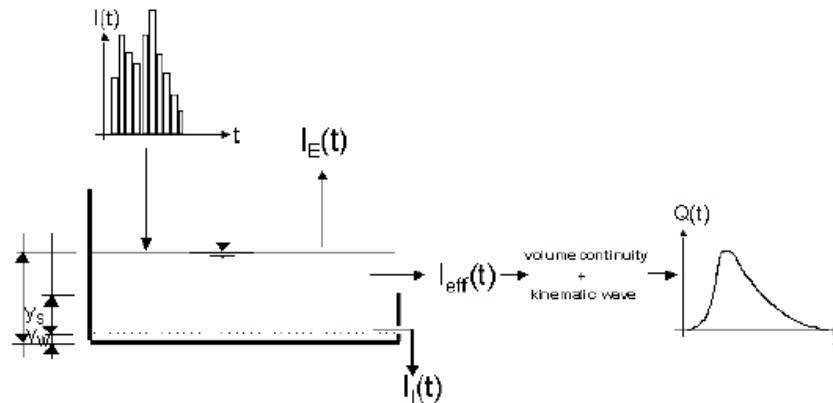 I(t)
t
I_E(t)
Q(t)
I_eff(t)
volume continuity
+
kinematic wave
y_s
y_w
I_I(t)